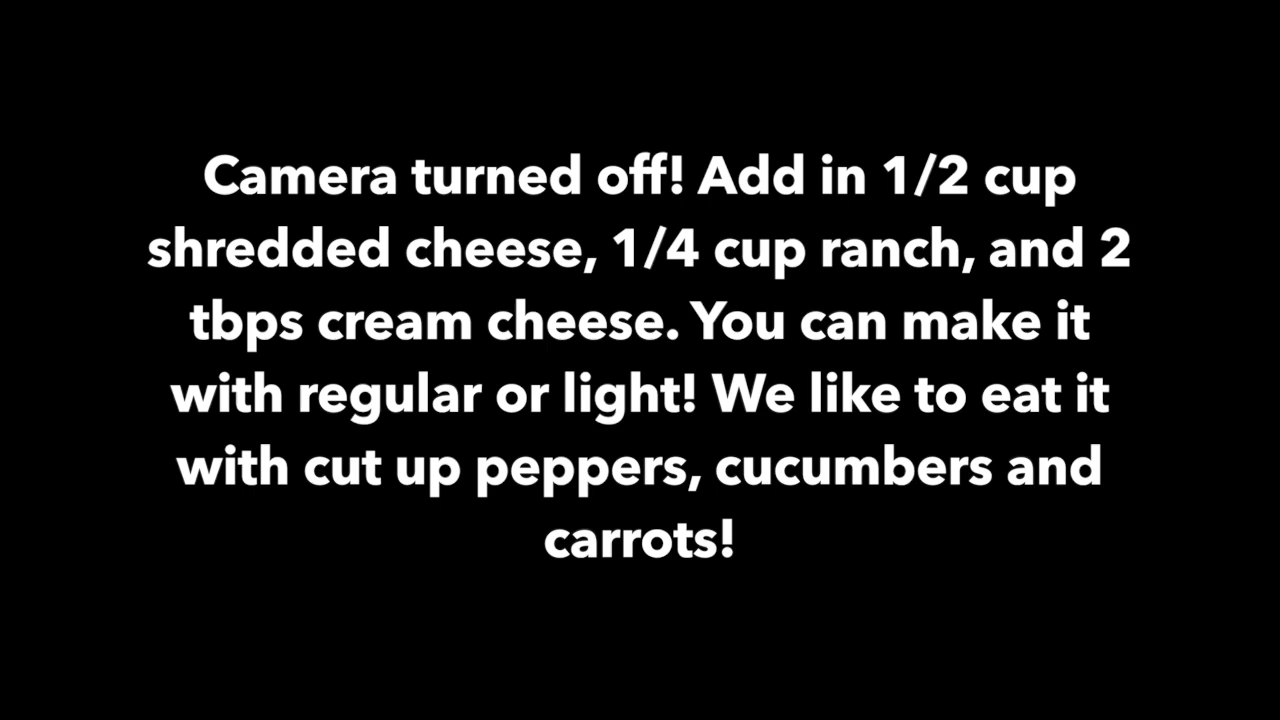 Camera turned off! Add in 1/2 cup
shredded cheese, 1/4 cup ranch, and 2
tbps cream cheese. You can make it
with regular or light! We like to eat it
with cut up peppers, cucumbers and
carrots!